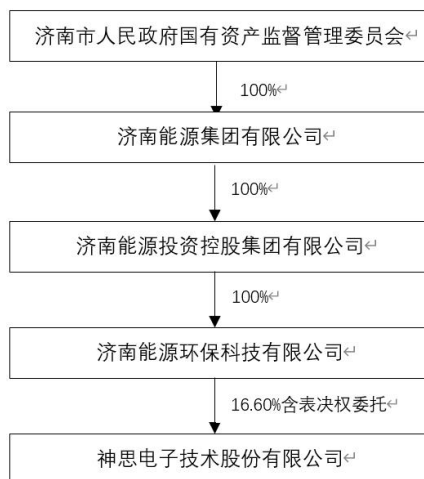 济南市人民政府国有资产监督管理委员会
100%
济南能源集团有限公司
100%
济南能源投资控股集团有限公司
100%
济南能源环保科技有限公司
16.60%含表决权委托
神思电子技术股份有限公司